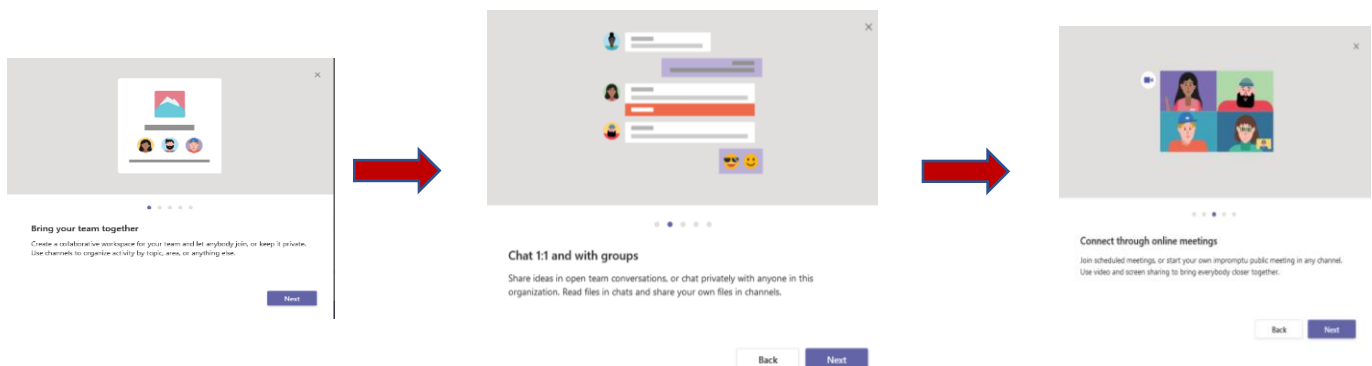 Bring your team together
Create a collaborative workspace for your team and let anybody join, or keep it private.
Use channels to organize activity by topic, area, or anything else.
Next
Chat 1:1 and with groups
Share ideas in open team conversations, or chat privately with anyone in this
organization. Read files in chats and share your own files in channels.
Back
Next
Connect through online meetings
Join scheduled meetings, or start your own impromptu public meeting in any channel.
Use video and screen sharing to bring everybody closer together.
Back
Next